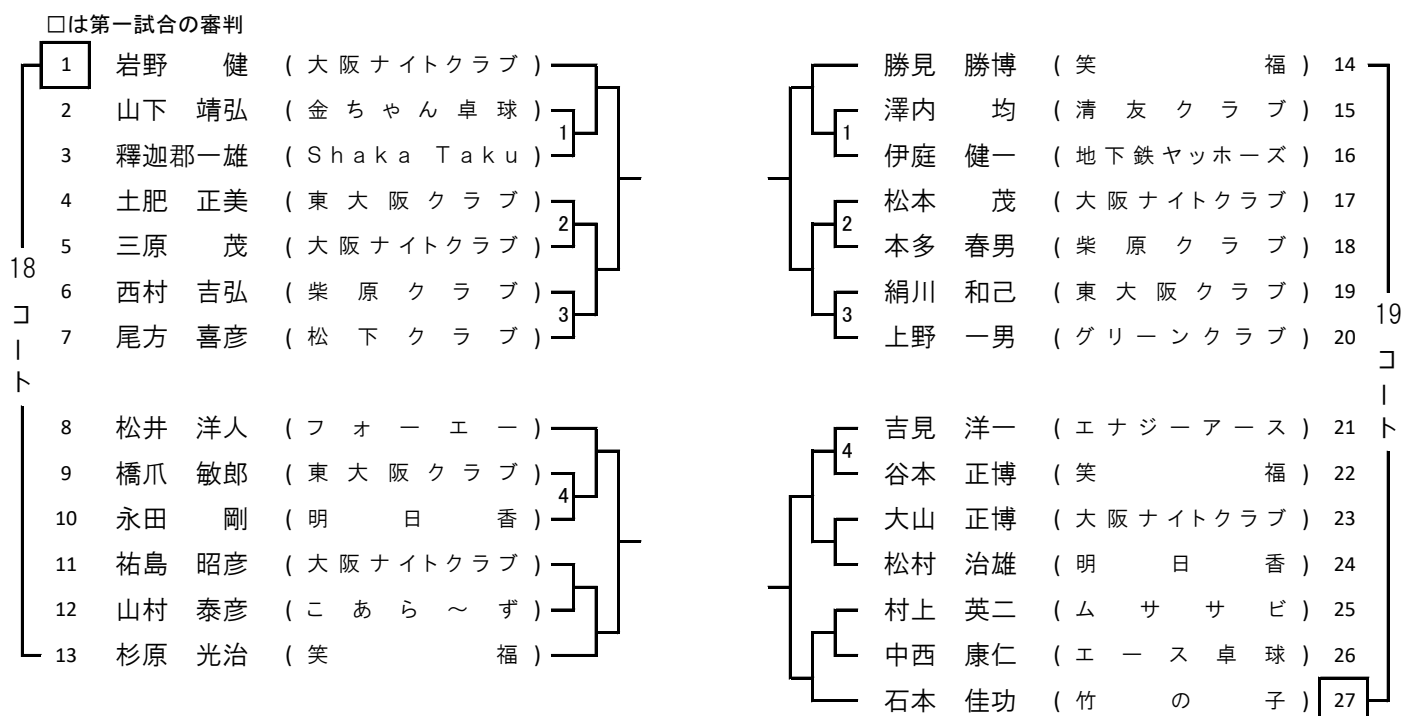 □は第一試合の審判
1 岩野 健 (大阪ナイトクラブ)
2 山下 靖弘 (金ちゃん卓球)
1
3 釋迦郡一雄 (Shaka Taku)
4 土肥 正美 (東大阪クラブ)
2
5 三原 茂 (大阪ナイトクラブ)
6 西村 吉弘 (柴原クラブ)
3
7 尾方 喜彦 (松下クラブ)
18コート
8 松井 洋人 (フォーエー)
9 橋爪 敏郎 (東大阪クラブ)
4
10 永田 剛 (明日香)
11 祐島 昭彦 (大阪ナイトクラブ)
12 山村 泰彦 (こあら～ず)
13 杉原 光治 (笑福)
勝見 勝博 (笑福) 14
澤内 均 (清友クラブ) 15
1
伊庭 健一 (地下鉄ヤッホーズ) 16
松本 茂 (大阪ナイトクラブ) 17
2
本多 春男 (柴原クラブ) 18
絹川 和己 (東大阪クラブ) 19
3
上野 一男 (グリーンクラブ) 20
19コート
吉見 洋一 (エナジーアース) 21
4
谷本 正博 (笑福) 22
大山 正博 (大阪ナイトクラブ) 23
松村 治雄 (明日香) 24
村上 英二 (ムササビ) 25
中西 康仁 (エース卓球) 26
石本 佳功 (竹の子) 27